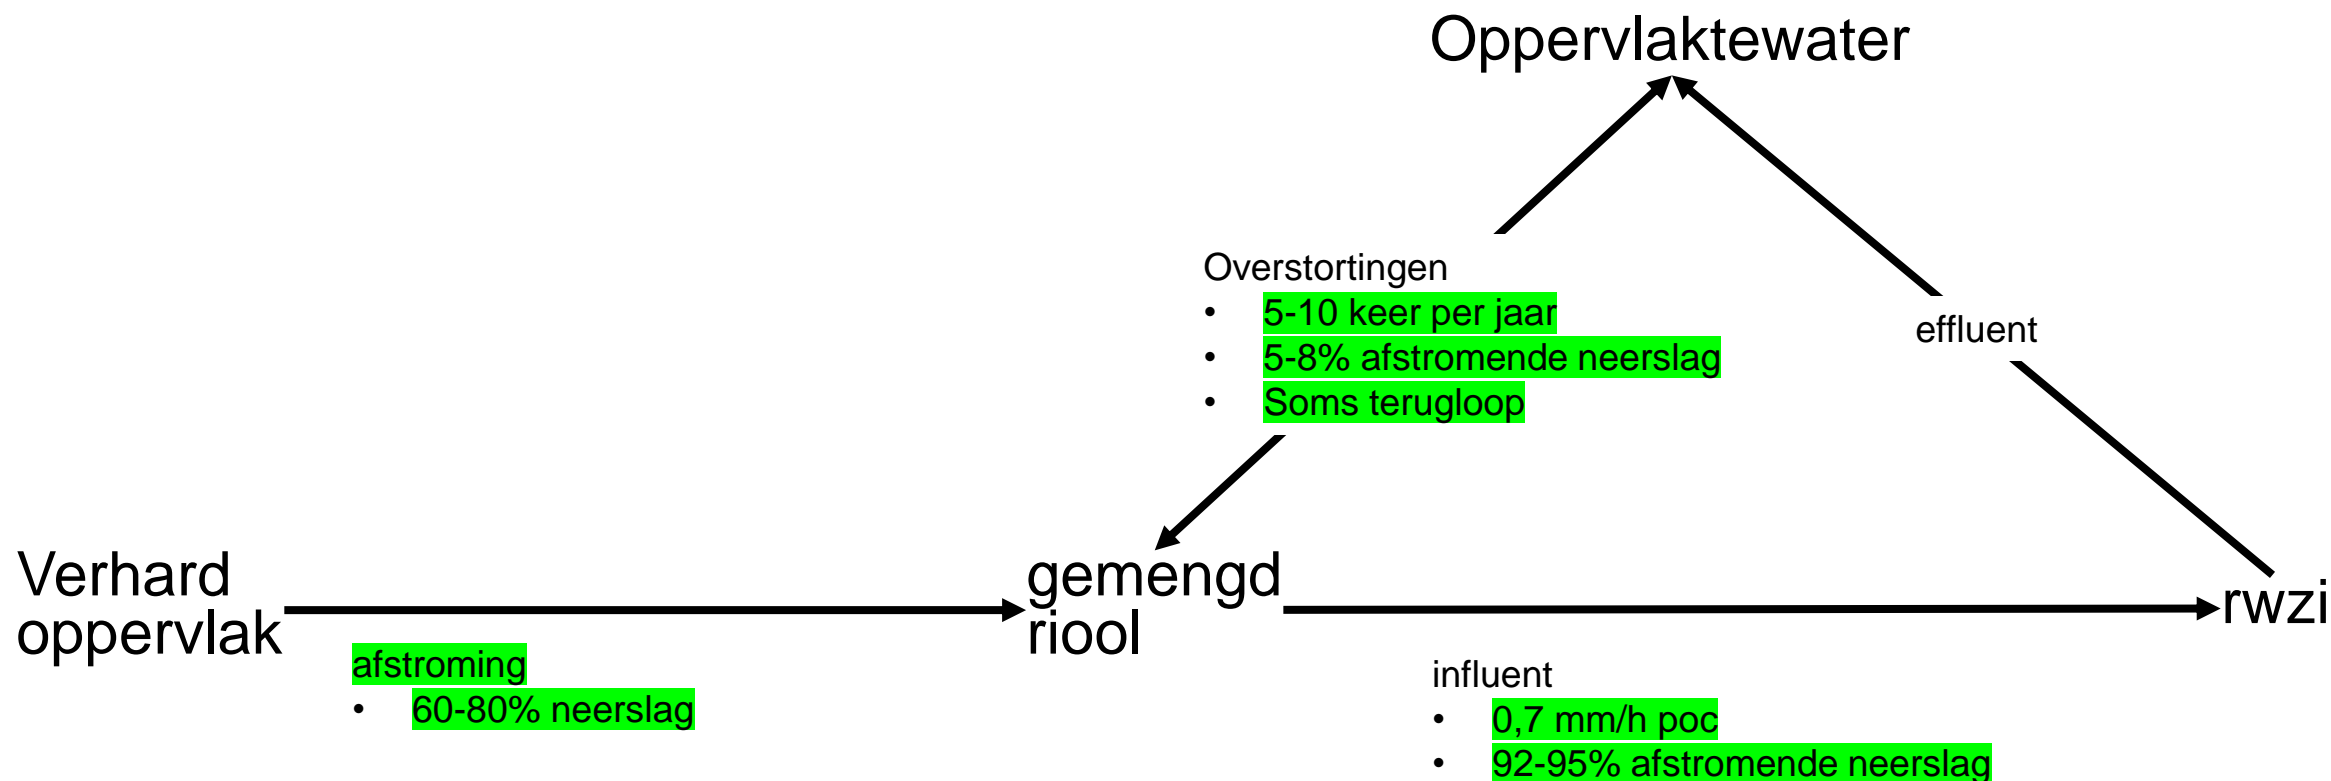 Oppervlaktewater
Overstortingen
• 5-10 keer per jaar
• 5-8% afstromende neerslag
• Soms terugloop
effluent
Verhard
oppervlak
gemengd
riool
rwzi
afstroming
• 60-80% neerslag
influent
• 0,7 mm/h poc
• 92-95% afstromende neerslag